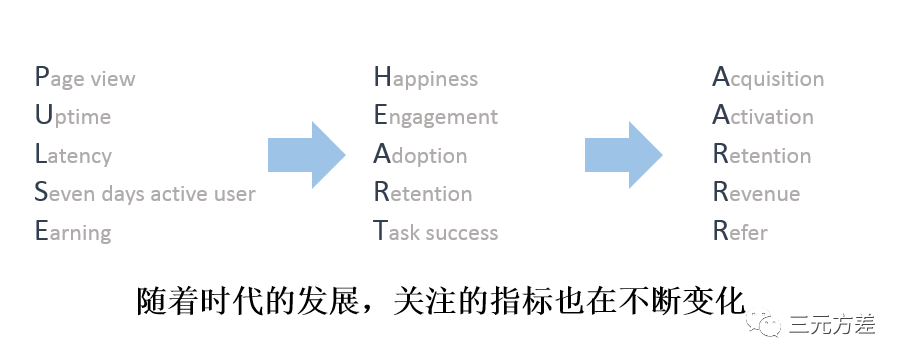 Page view
Uptime
Latency
Seven days active user
Earning
Happiness
Engagement
Adoption
Retention
Task success
Acquisition
Activation
Retention
Revenue
Refer
随着时代的发展，关注的指标也在不断变化
三元方差